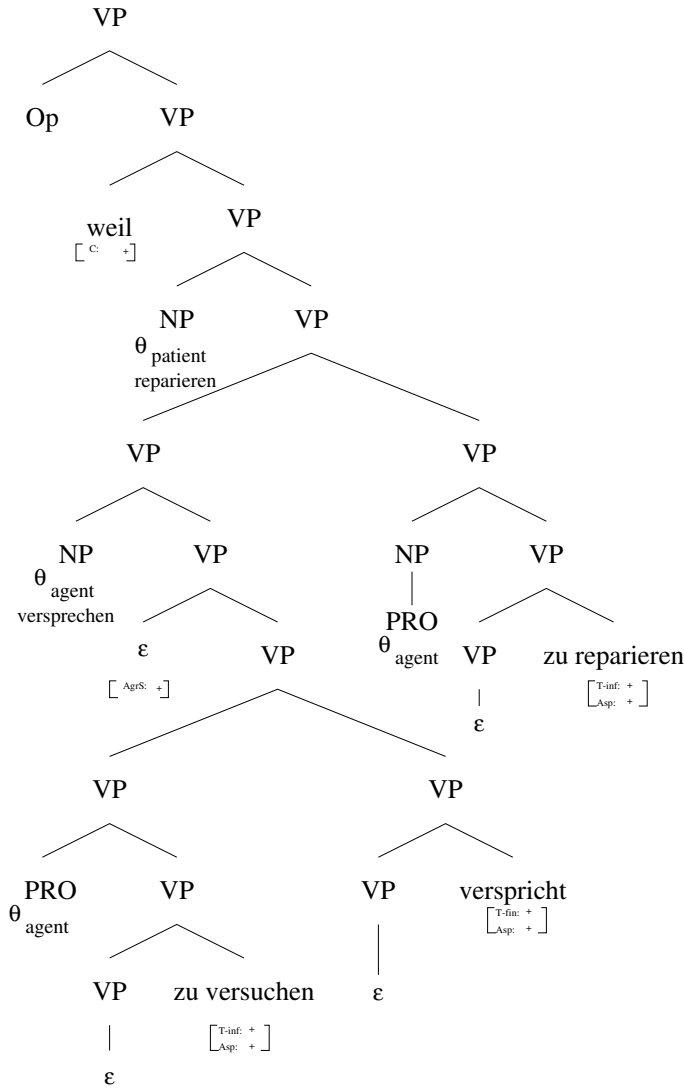 VP
Op VP
weil VP
[ C: + ]
NP VP
θ patient
reparieren
VP VP
NP VP NP VP
θ agent
versprechen
PRO
θ agent
ε VP VP zu reparieren
[ AgrS: + ]
[ T-inf: +
Asp: + ]
ε
VP VP
PRO VP VP verspricht
θ agent
[ T-fin: +
Asp: + ]
VP zu versuchen ε
[ T-inf: +
Asp: + ]
ε